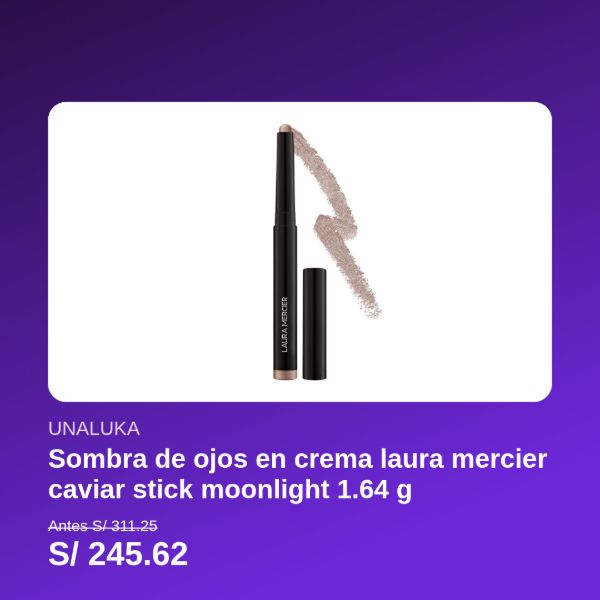 LAURA MERCIER
UNALUKA
Sombra de ojos en crema laura mercier
caviar stick moonlight 1.64 g
Antes S/ 311.25
S/ 245.62